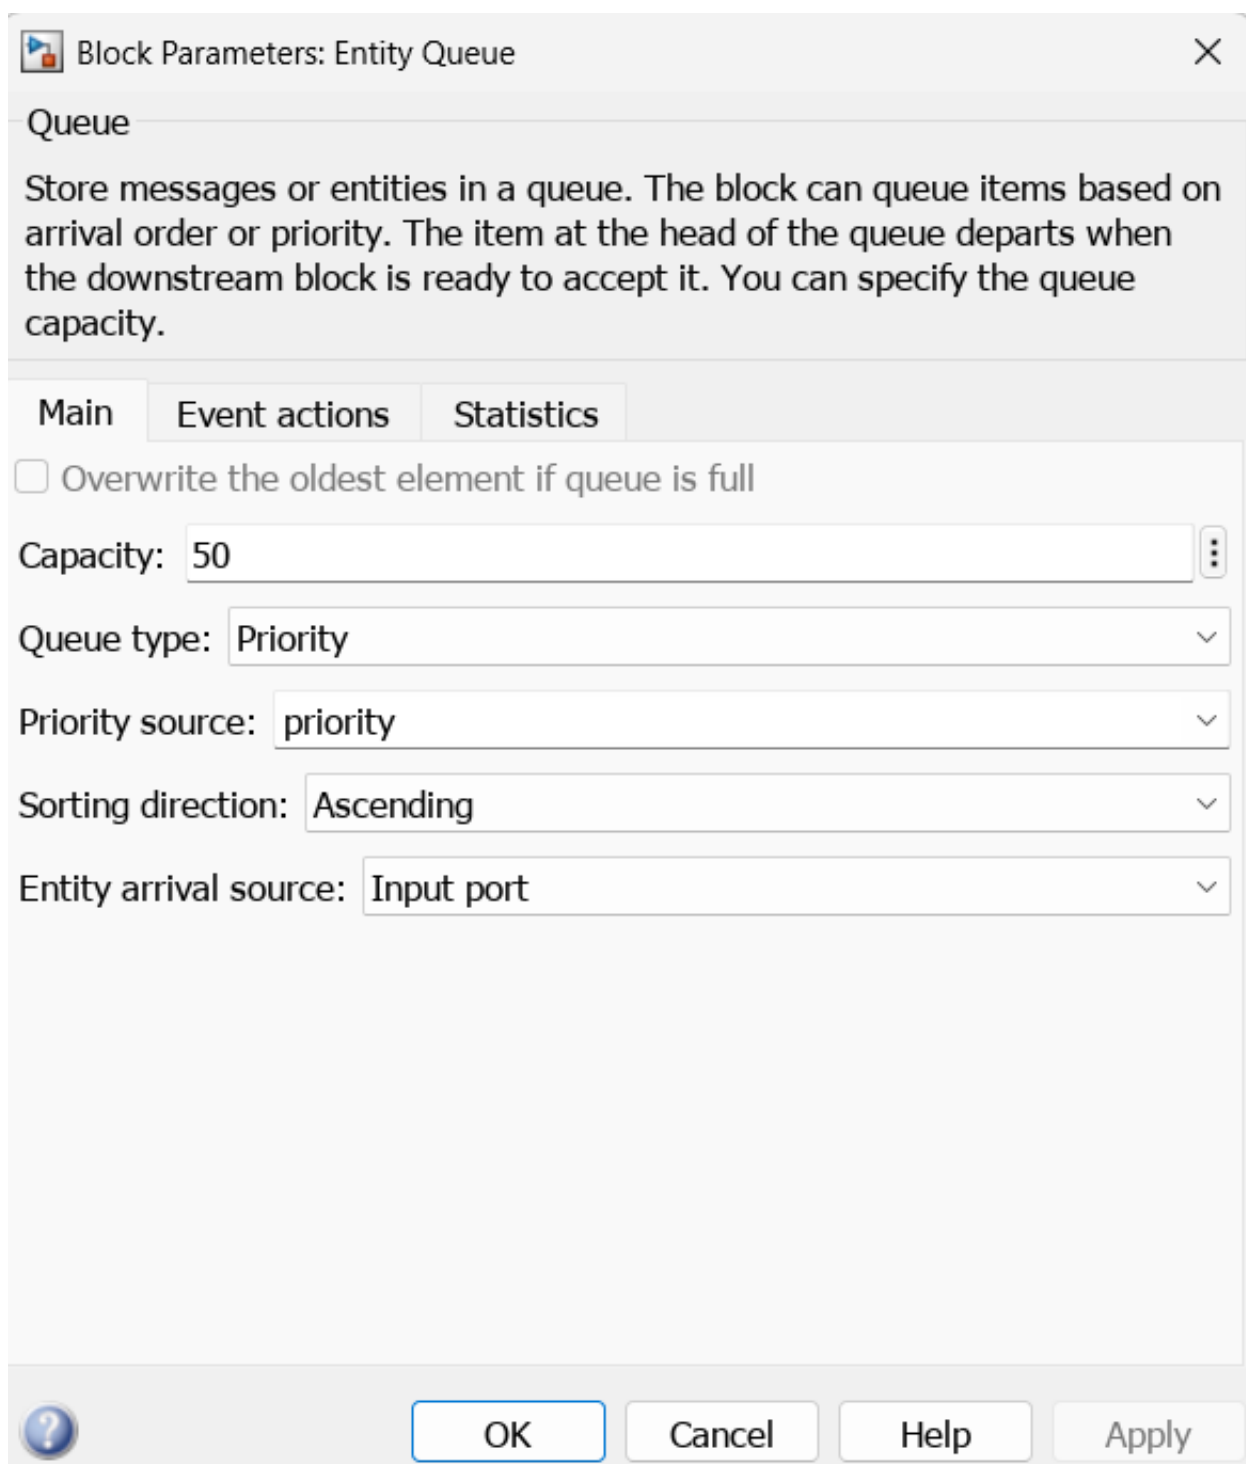 Block Parameters: Entity Queue
Queue
Store messages or entities in a queue. The block can queue items based on
arrival order or priority. The item at the head of the queue departs when
the downstream block is ready to accept it. You can specify the queue
capacity.
Main Event actions Statistics
Overwrite the oldest element if queue is full
Capacity: 50
Queue type: Priority
Priority source: priority
Sorting direction: Ascending
Entity arrival source: Input port
? OK Cancel Help Apply